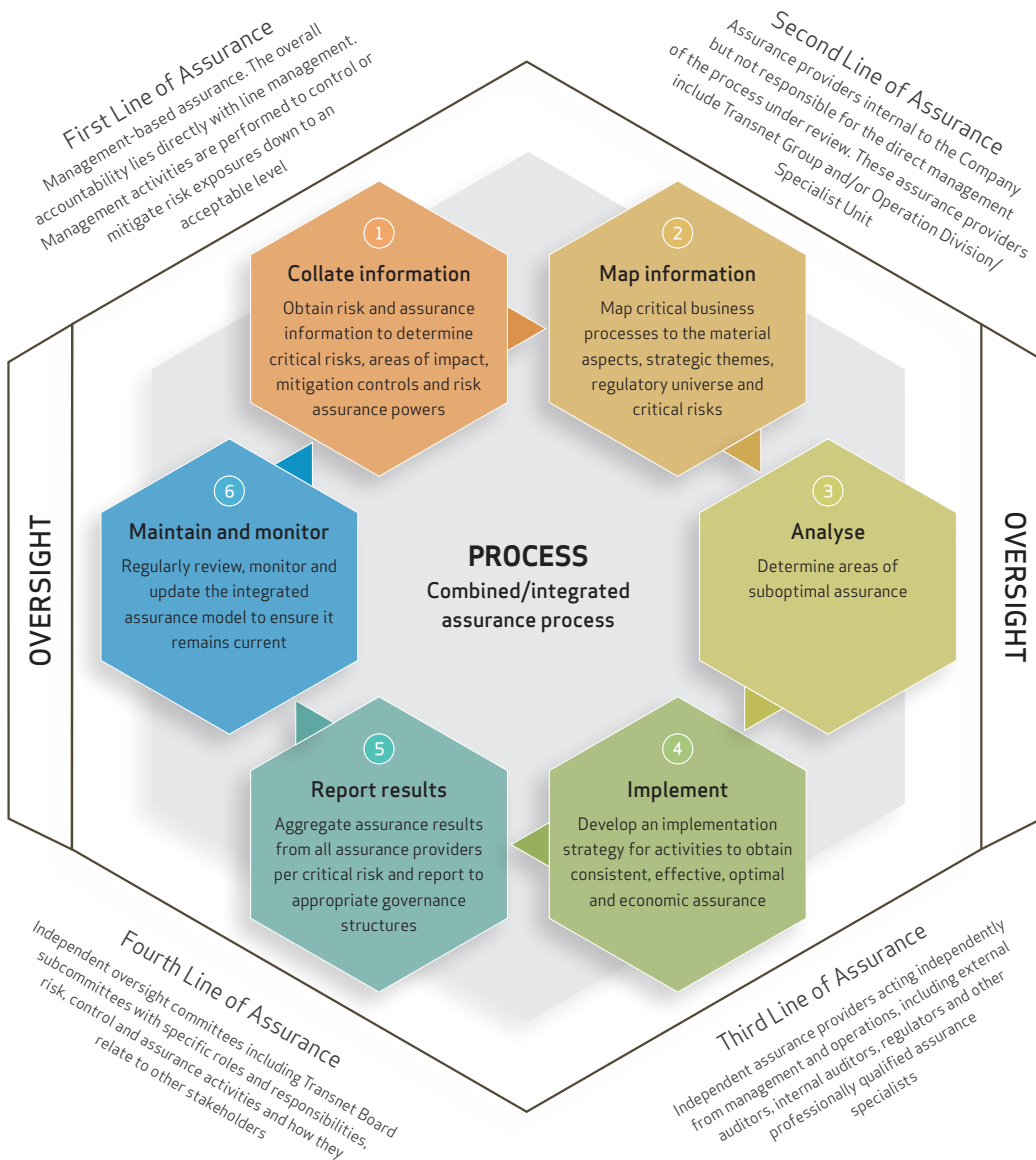 First Line of Assurance
Management-based assurance. The overall
accountability lies directly with line management.
Management activities are performed to control or
mitigate risk exposures down to an
acceptable level
Second Line of Assurance
Assurance providers internal to the Company
but not responsible for the direct management
of the process under review. These assurance providers
include Transnet Group and/or Operation Division/
Specialist Unit
1
Collate information
Obtain risk and assurance
information to determine
critical risks, areas of impact,
mitigation controls and risk
assurance powers
2
Map information
Map critical business
processes to the material
aspects, strategic themes,
regulatory universe and
critical risks
OVERSIGHT
6
Maintain and monitor
Regularly review, monitor and
update the integrated
assurance model to ensure it
remains current
PROCESS
Combined/integrated
assurance process
3
Analyse
Determine areas of
suboptimal assurance
OVERSIGHT
5
Report results
Aggregate assurance results
from all assurance providers
per critical risk and report to
appropriate governance
structures
4
Implement
Develop an implementation
strategy for activities to obtain
consistent, effective, optimal
and economic assurance
Fourth Line of Assurance
Independent oversight committees including Transnet Board
subcommittees with specific roles and responsibilities,
risk, control and assurance activities and how they
relate to other stakeholders
Third Line of Assurance
Independent assurance providers acting independently
from management and operations, including external
auditors, internal auditors, regulators and other
professionally qualified assurance
specialists